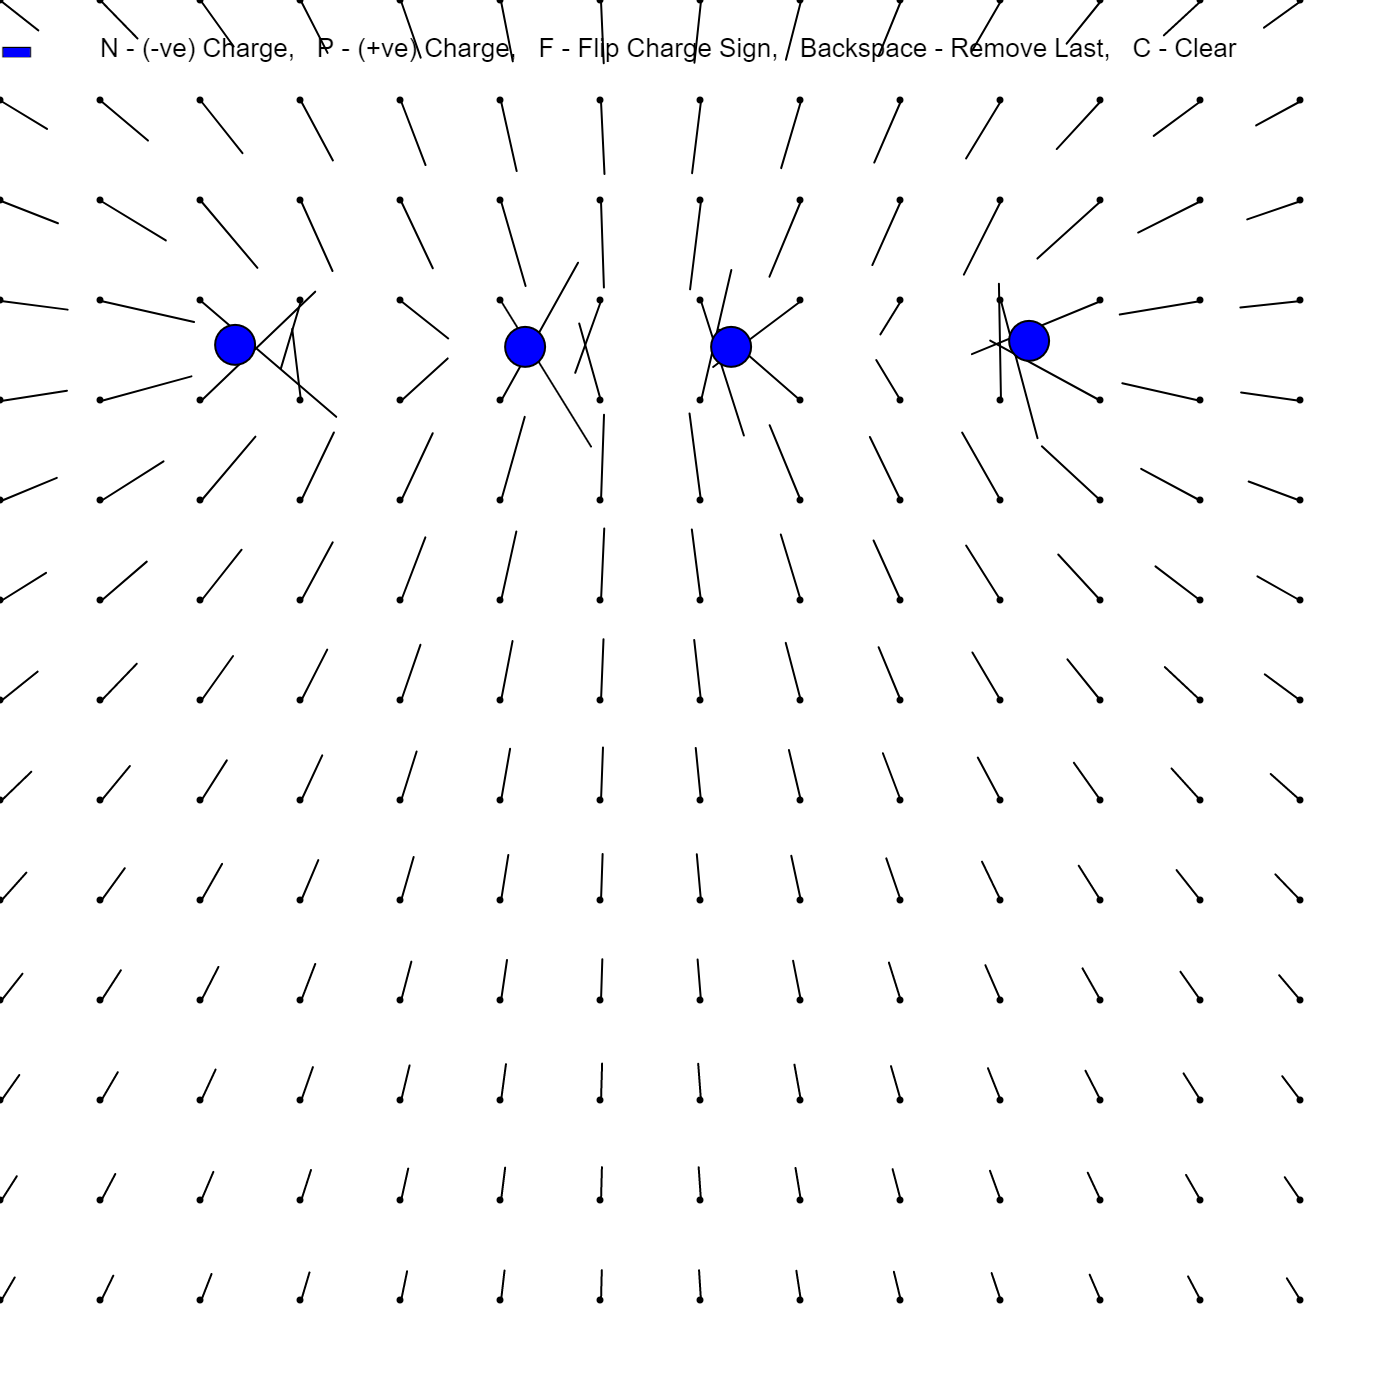 N - (-ve) Charge,   P - (+ve) Charge,   F - Flip Charge Sign,   Backspace - Remove Last,   C - Clear